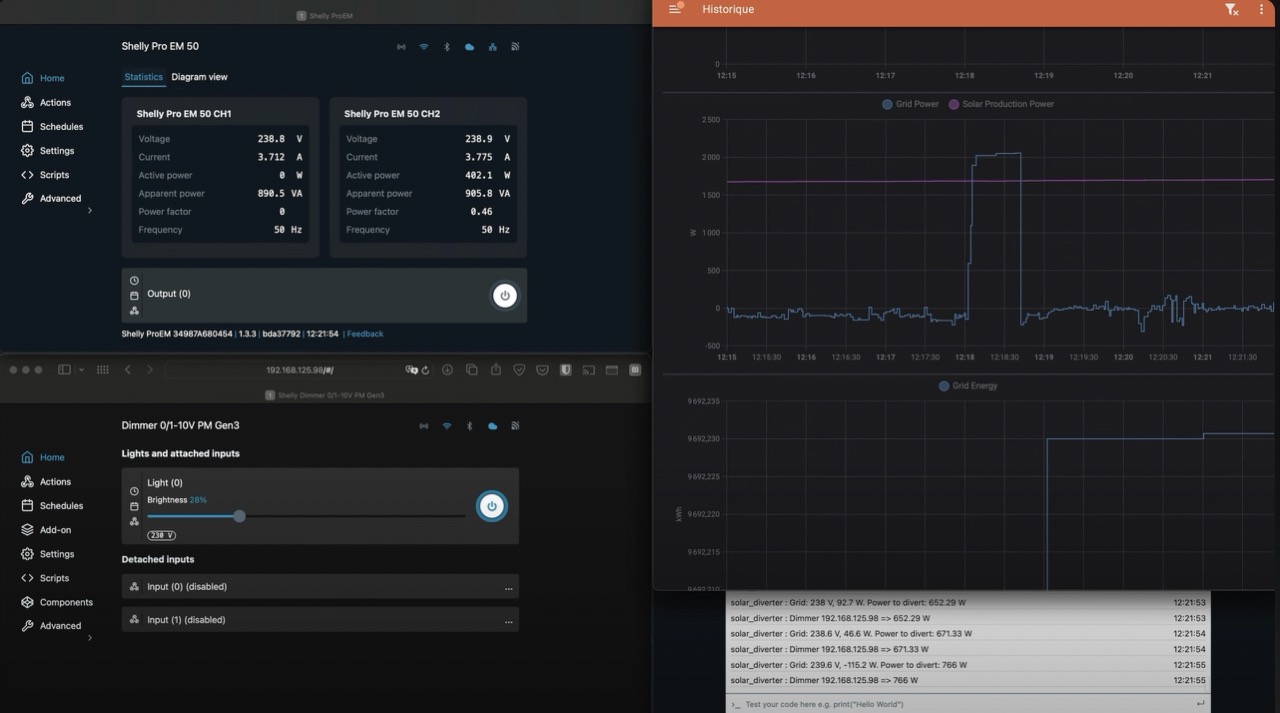 Shelly ProEM
Shelly Pro EM 50
Home
Actions
Schedules
Settings
Scripts
Advanced
Statistics Diagram view
Shelly Pro EM 50 CH1
Voltage 238.8 V
Current 3.712 A
Active power 0 W
Apparent power 890.5 VA
Power factor 0
Frequency 50 Hz
Shelly Pro EM 50 CH2
Voltage 238.9 V
Current 3.775 A
Active power 402.1 W
Apparent power 905.8 VA
Power factor 0.46
Frequency 50 Hz
Output (0)
Shelly ProEM 34987A680454 | 1.3.3 | bda37792 | 12:21:54 | Feedback
192.168.125.98/#/
1 Shelly Dimmer 0/1-10V PM Gen3
Dimmer 0/1-10V PM Gen3
Home
Actions
Schedules
Add-on
Settings
Scripts
Components
Advanced
Lights and attached inputs
Light (0)
Brightness 28%
230 V
Detached inputs
Input (0) (disabled) ...
Input (1) (disabled) ...
Historique
0
12:15 12:16 12:17 12:18 12:19 12:20 12:21
Grid Power Solar Production Power
2 500
2 000
1 500
W
1 000
500
0
-500
12:15 12:15:30 12:16 12:16:30 12:17 12:17:30 12:18 12:18:30 12:19 12:19:30 12:20 12:20:30 12:21 12:21:30
Grid Energy
9 692,235
9 692,230
9 692,225
9 692,220
kWh
9 692,215
9 692,210
solar_diverter : Grid: 238 V, 92.7 W. Power to divert: 652.29 W 12:21:53
solar_diverter : Dimmer 192.168.125.98 => 652.29 W 12:21:53
solar_diverter : Grid: 238.6 V, 46.6 W. Power to divert: 671.33 W 12:21:54
solar_diverter : Dimmer 192.168.125.98 => 671.33 W 12:21:54
solar_diverter : Grid: 239.6 V, -115.2 W. Power to divert: 766 W 12:21:55
solar_diverter : Dimmer 192.168.125.98 => 766 W 12:21:55
>_ Test your code here e.g. print("Hello World")